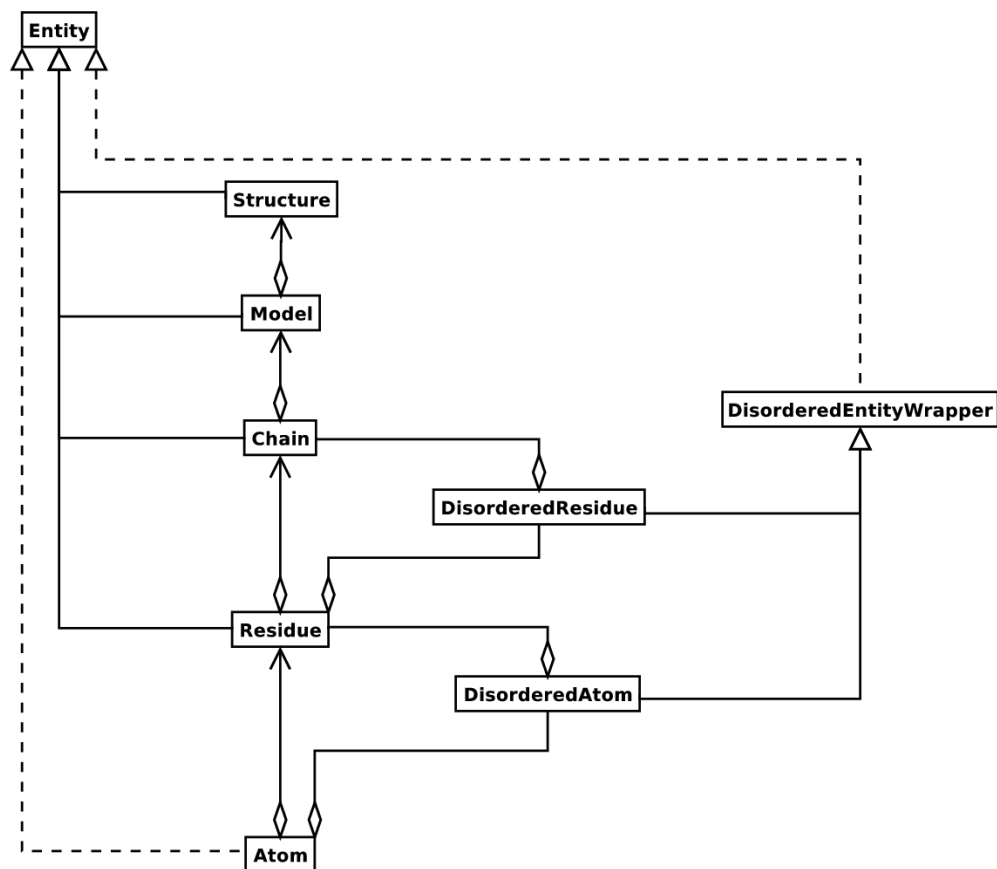 Entity
Structure
Model
DisorderedEntityWrapper
Chain
DisorderedResidue
Residue
DisorderedAtom
Atom